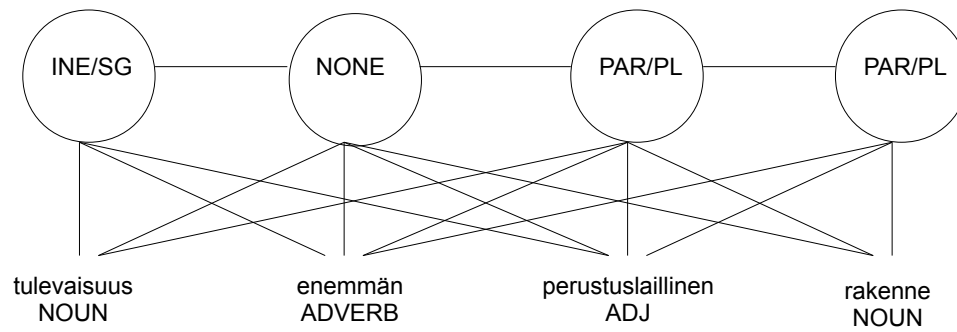 INE/SG NONE PAR/PL PAR/PL
tulevaisuus enemmän perustuslaillinen rakenne
NOUN ADVERB ADJ NOUN